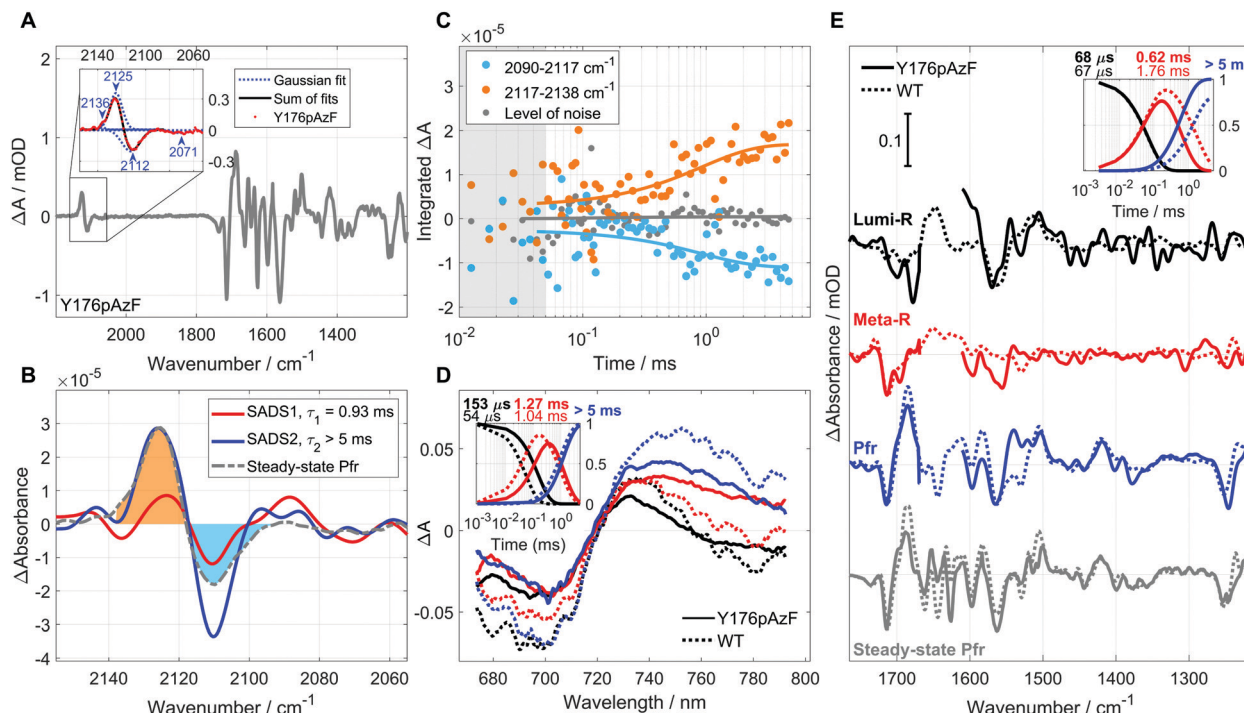 A
2140 2100 2060
2125
2136
2112
2071
0.3
0
-0.3
Gaussian fit
Sum of fits
Y176pAzF
2
1
0
-1
ΔA / mOD
Y176pAzF
2000 1800 1600 1400
Wavenumber / cm⁻¹
B
×10⁻⁵
SADS1, τ₁ = 0.93 ms
SADS2, τ₂ > 5 ms
Steady-state Pfr
5
4
3
2
1
0
-1
-2
-3
-4
ΔAbsorbance
2140 2120 2100 2080 2060
Wavenumber / cm⁻¹
C
×10⁻⁵
2090-2117 cm⁻¹
2117-2138 cm⁻¹
Level of noise
4
3
2
1
0
-1
-2
Integrated ΔA
10⁻² 10⁻¹ 10⁰
Time / ms
D
153 μs 1.27 ms > 5 ms
54 μs 1.04 ms
1
0.5
0
10⁻³ 10⁻² 10⁻¹ 10⁰
Time (ms)
0.05
0
-0.05
ΔA
Y176pAzF
WT
680 700 720 740 760 780 800
Wavelength / nm
E
Y176pAzF
WT
0.1
68 μs 0.62 ms > 5 ms
67 μs 1.76 ms
1
0.5
0
10⁻³ 10⁻² 10⁻¹ 10⁰
Time / ms
Lumi-R
Meta-R
Pfr
Steady-state Pfr
ΔAbsorbance / mOD
1700 1600 1500 1400 1300
Wavenumber / cm⁻¹